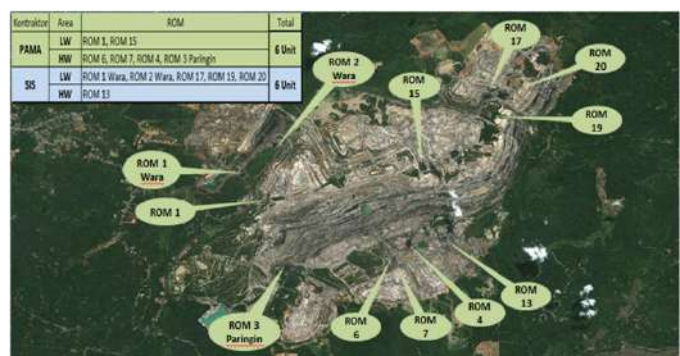 Kontraktor Area ROM Total
PAMA LW ROM 1, ROM 15 6 Unit
HW ROM 6, ROM 7, ROM 4, ROM 3 Paringin
SIS LW ROM 1 Wara, ROM 2 Wara, ROM 17, ROM 19, ROM 20 6 Unit
HW ROM 13
ROM
17
ROM 2
Wara
ROM
20
ROM
15
ROM
19
ROM 1
Wara
ROM 1
ROM
13
ROM 3
Paringin
ROM
6
ROM
7
ROM
4